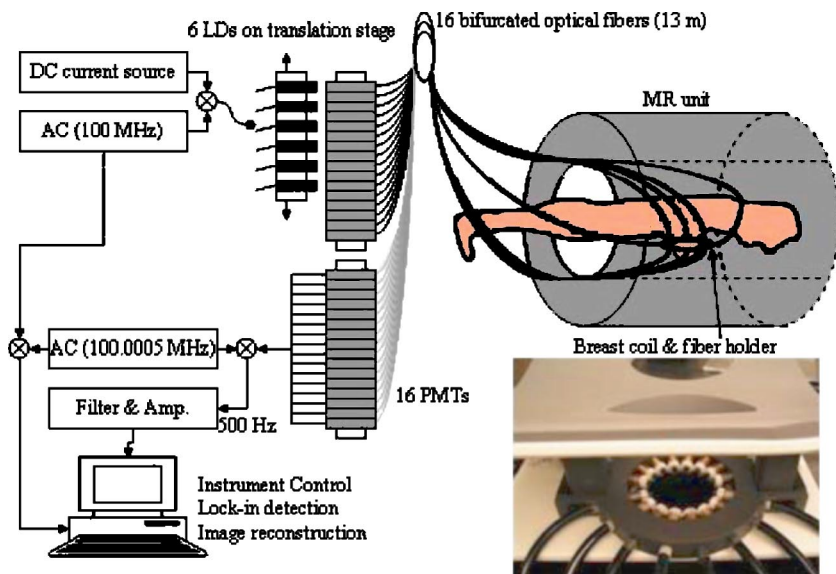 6 LDs on translation stage
16 bifurcated optical fibers (13 m)
DC current source
AC (100 MHz)
MR unit
AC (100.0005 MHz)
Breast coil & fiber holder
Filter & Amp.
500 Hz
16 PMTs
Instrument Control
Lock-in detection
Image reconstruction